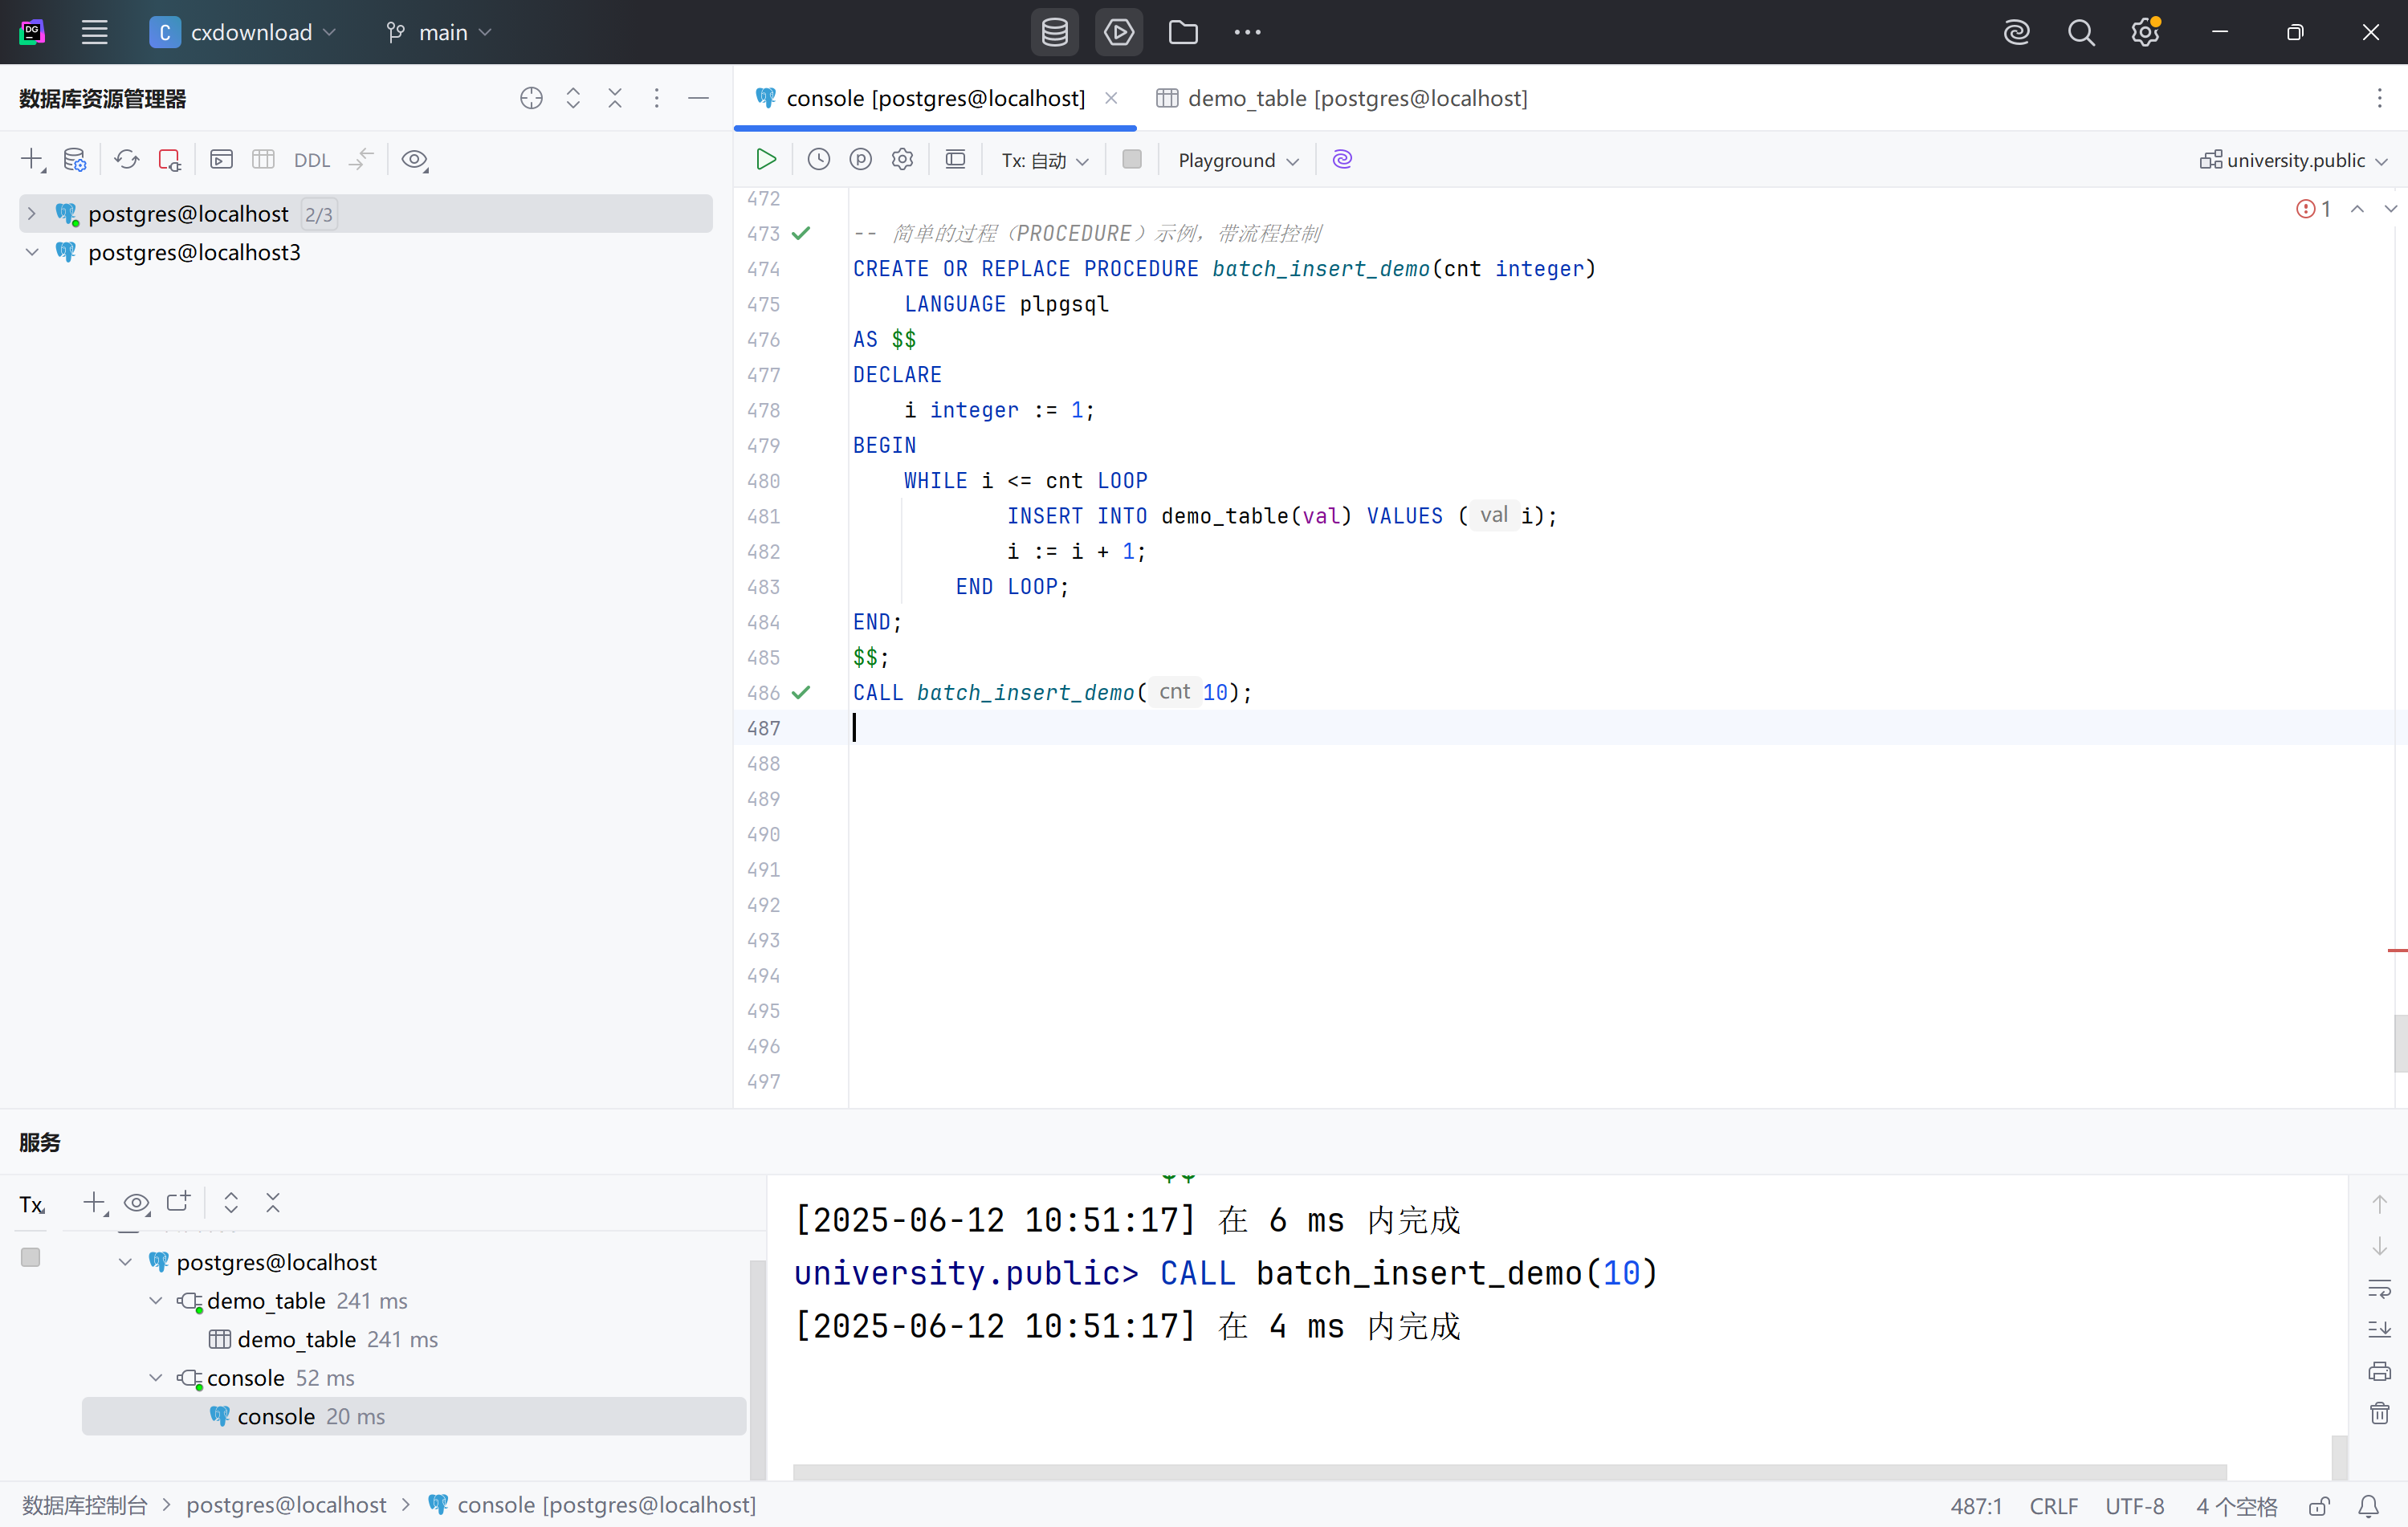 DG
C cxdownload
main
数据库资源管理器
DDL
postgres@localhost 2/3
postgres@localhost3
console [postgres@localhost]
demo_table [postgres@localhost]
Tx: 自动
Playground
university.public
1
472
473 -- 简单的过程（PROCEDURE）示例，带流程控制
474 CREATE OR REPLACE PROCEDURE batch_insert_demo(cnt integer)
475 LANGUAGE plpgsql
476 AS $$
477 DECLARE
478 i integer := 1;
479 BEGIN
480 WHILE i <= cnt LOOP
481 INSERT INTO demo_table(val) VALUES ( val i);
482 i := i + 1;
483 END LOOP;
484 END;
485 $$;
486 CALL batch_insert_demo( cnt 10);
487
488
489
490
491
492
493
494
495
496
497
服务
Tx
postgres@localhost
demo_table 241 ms
demo_table 241 ms
console 52 ms
console 20 ms
$$
[2025-06-12 10:51:17] 在 6 ms 内完成
university.public> CALL batch_insert_demo(10)
[2025-06-12 10:51:17] 在 4 ms 内完成
数据库控制台 > postgres@localhost > console [postgres@localhost]
487:1 CRLF UTF-8 4 个空格